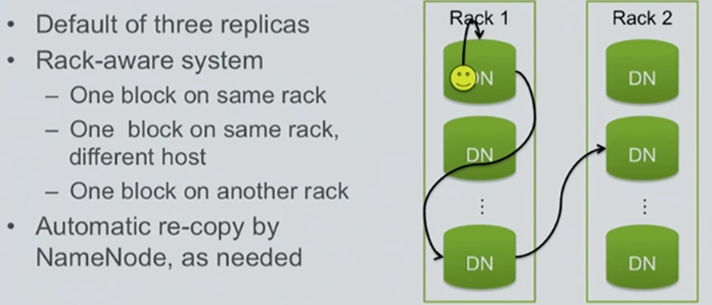 • Default of three replicas
• Rack-aware system
– One block on same rack
– One block on same rack,
different host
– One block on another rack
• Automatic re-copy by
NameNode, as needed
Rack 1
DN
DN
⋮
DN
Rack 2
DN
DN
⋮
DN